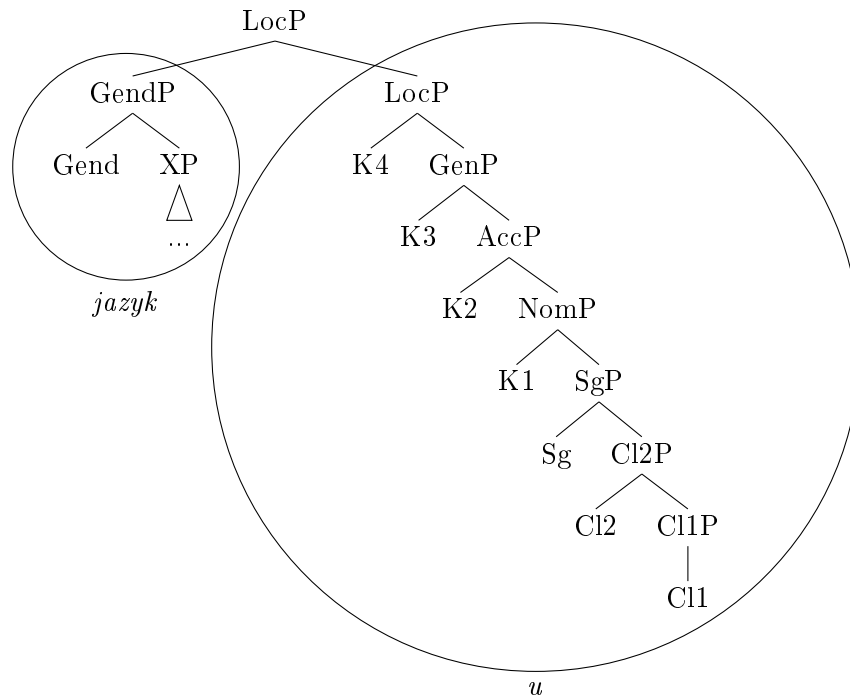 LocP
GendP LocP
Gend XP K4 GenP
... K3 AccP
jazyk K2 NomP
K1 SgP
Sg Cl2P
Cl2 Cl1P
Cl1
u